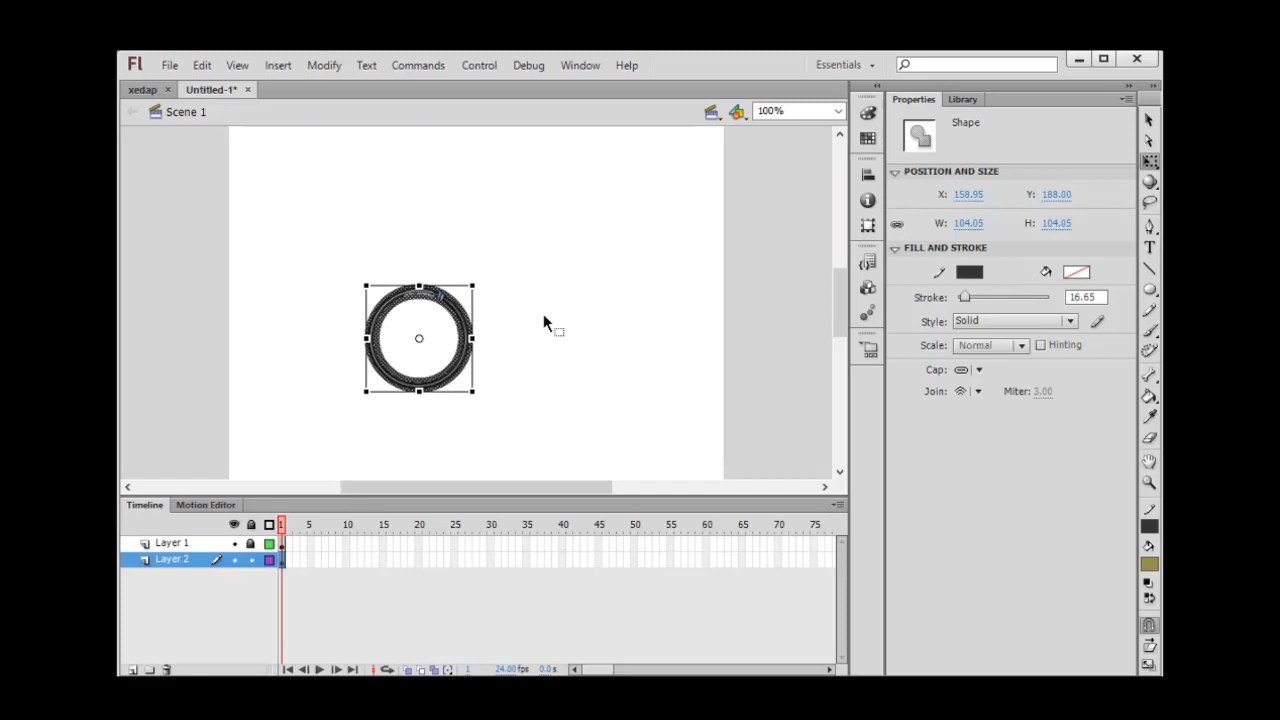 Fl File Edit View Insert Modify Text Commands Control Debug Window Help Essentials
xedap × Untitled-1* ×
Scene 1 100%
Properties Library
Shape
POSITION AND SIZE
X: 158.95 Y: 188.00
W: 104.05 H: 104.05
FILL AND STROKE
Stroke: 16.65
Style: Solid
Scale: Normal Hinting
Cap:
Join: Miter: 3.00
Timeline Motion Editor
1 5 10 15 20 25 30 35 40 45 50 55 60 65 70 75
Layer 1
Layer 2
1 24.00 fps 0.0 s